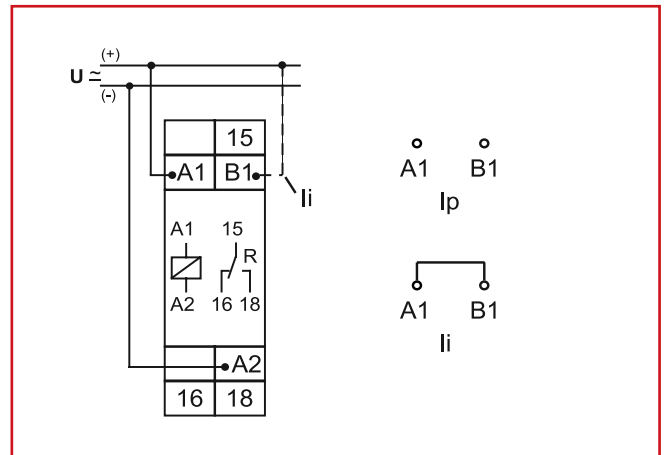 (+)
U ≃
(-)
15
A1 B1
Ii
A1 15
R
A2 16 18
A2
16 18
A1 B1
Ip
A1 B1
Ii